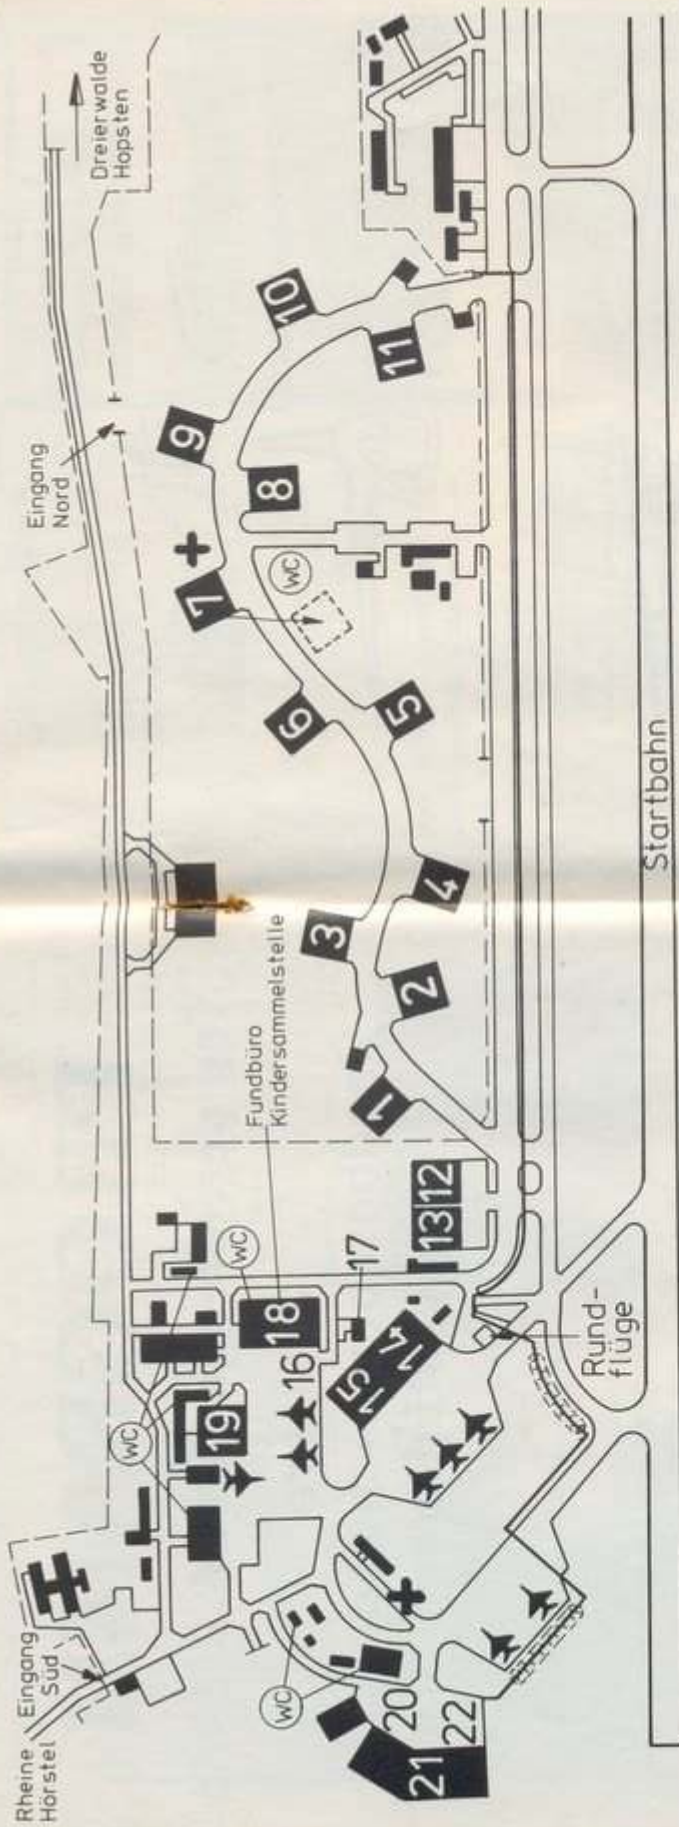 Rheine
Hörstel
Eingang
Süd
WC
WC
WC
Fundbüro
Kindersammelstelle
Eingang
Nord
Dreierwalde
Hopsten
WC
1
2
3
4
5
6
7
8
9
10
11
12
13
14
15
16
17
18
19
20
21
22
Rund-
flüge
Startbahn